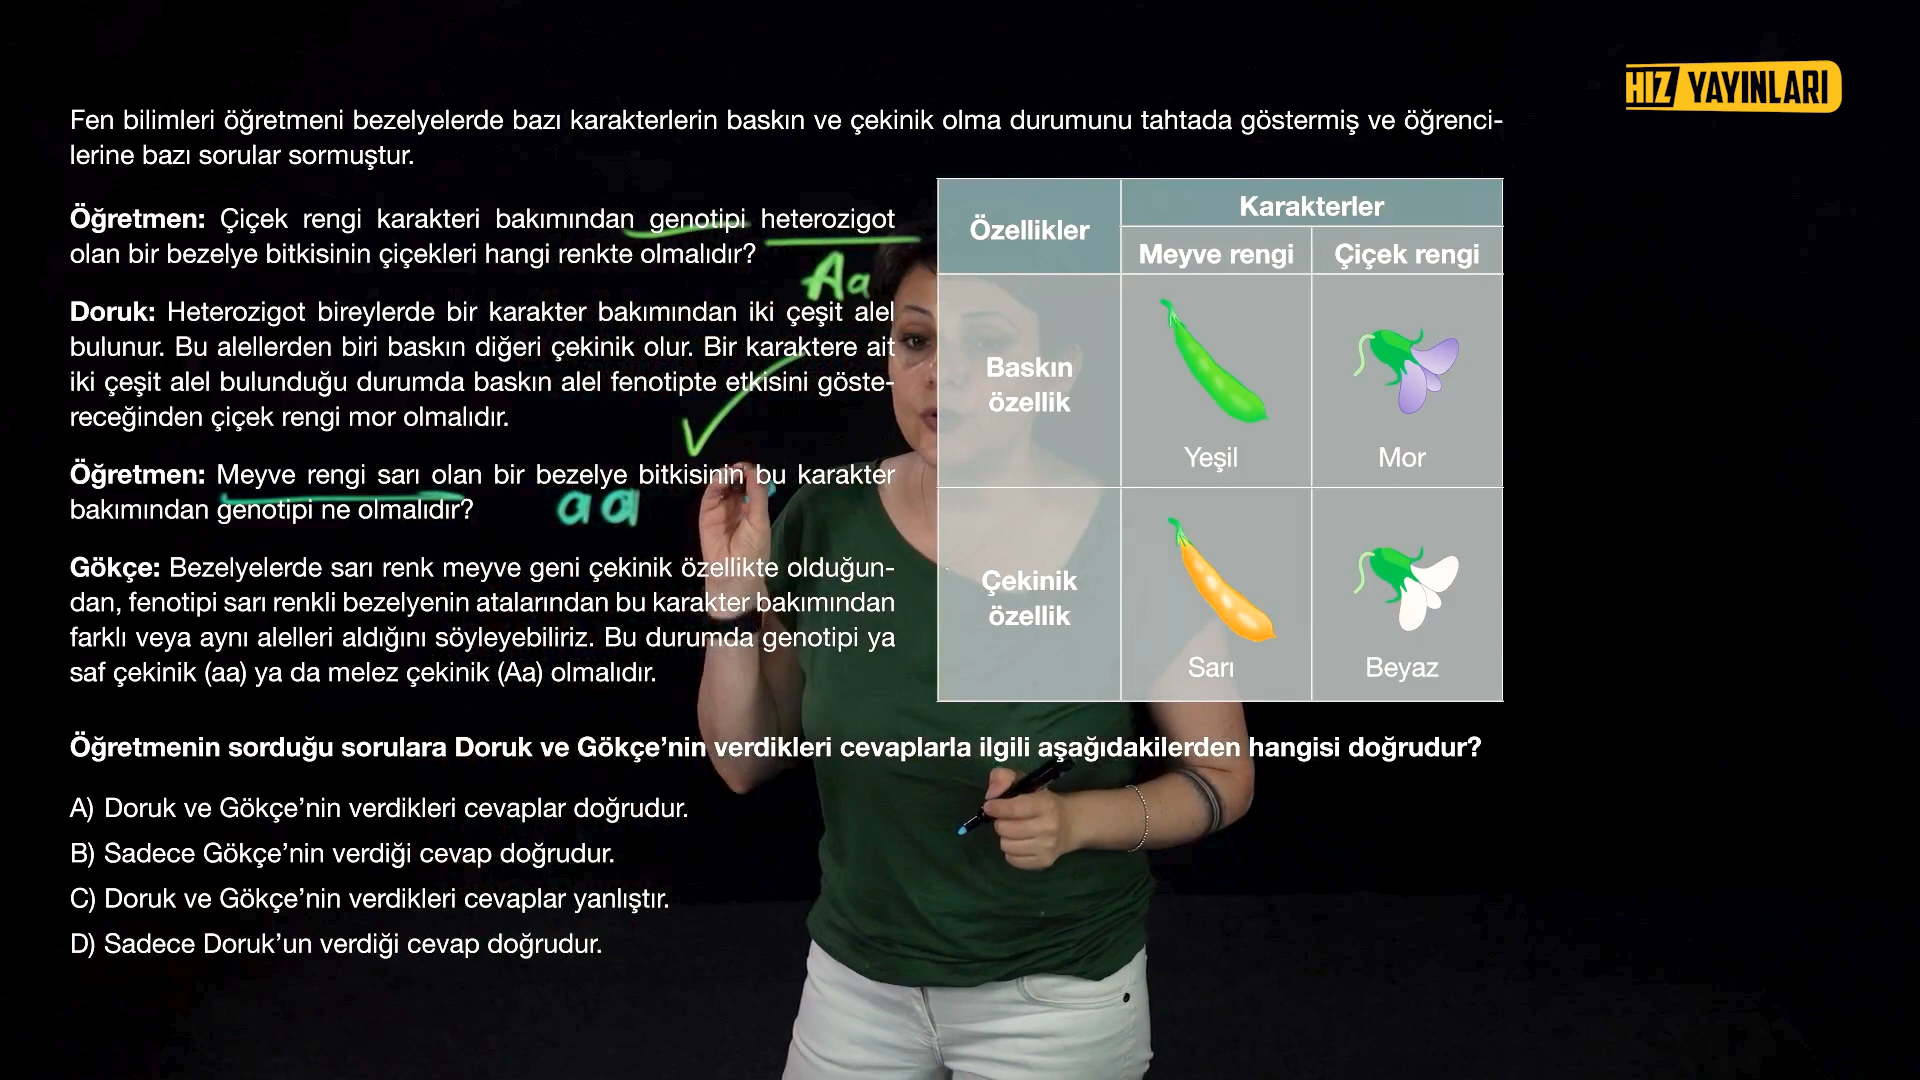 HIZ YAYINLARI
Fen bilimleri öğretmeni bezelyelerde bazı karakterlerin baskın ve çekinik olma durumunu tahtada göstermiş ve öğrenci-
lerine bazı sorular sormuştur.
Öğretmen: Çiçek rengi karakteri bakımından genotipi heterozigot
olan bir bezelye bitkisinin çiçekleri hangi renkte olmalıdır?
Aa
Doruk: Heterozigot bireylerde bir karakter bakımından iki çeşit alel
bulunur. Bu alellerden biri baskın diğeri çekinik olur. Bir karaktere ait
iki çeşit alel bulunduğu durumda baskın alel fenotipte etkisini göste-
receğinden çiçek rengi mor olmalıdır.
Öğretmen: Meyve rengi sarı olan bir bezelye bitkisinin bu karakter
bakımından genotipi ne olmalıdır?
aa
Gökçe: Bezelyelerde sarı renk meyve geni çekinik özellikte olduğun-
dan, fenotipi sarı renkli bezelyenin atalarından bu karakter bakımından
farklı veya aynı alelleri aldığını söyleyebiliriz. Bu durumda genotipi ya
saf çekinik (aa) ya da melez çekinik (Aa) olmalıdır.
Özellikler
Karakterler
Meyve rengi
Çiçek rengi
Baskın
özellik
Yeşil
Mor
Çekinik
özellik
Sarı
Beyaz
Öğretmenin sorduğu sorulara Doruk ve Gökçe'nin verdikleri cevaplarla ilgili aşağıdakilerden hangisi doğrudur?
A) Doruk ve Gökçe'nin verdikleri cevaplar doğrudur.
B) Sadece Gökçe'nin verdiği cevap doğrudur.
C) Doruk ve Gökçe'nin verdikleri cevaplar yanlıştır.
D) Sadece Doruk'un verdiği cevap doğrudur.